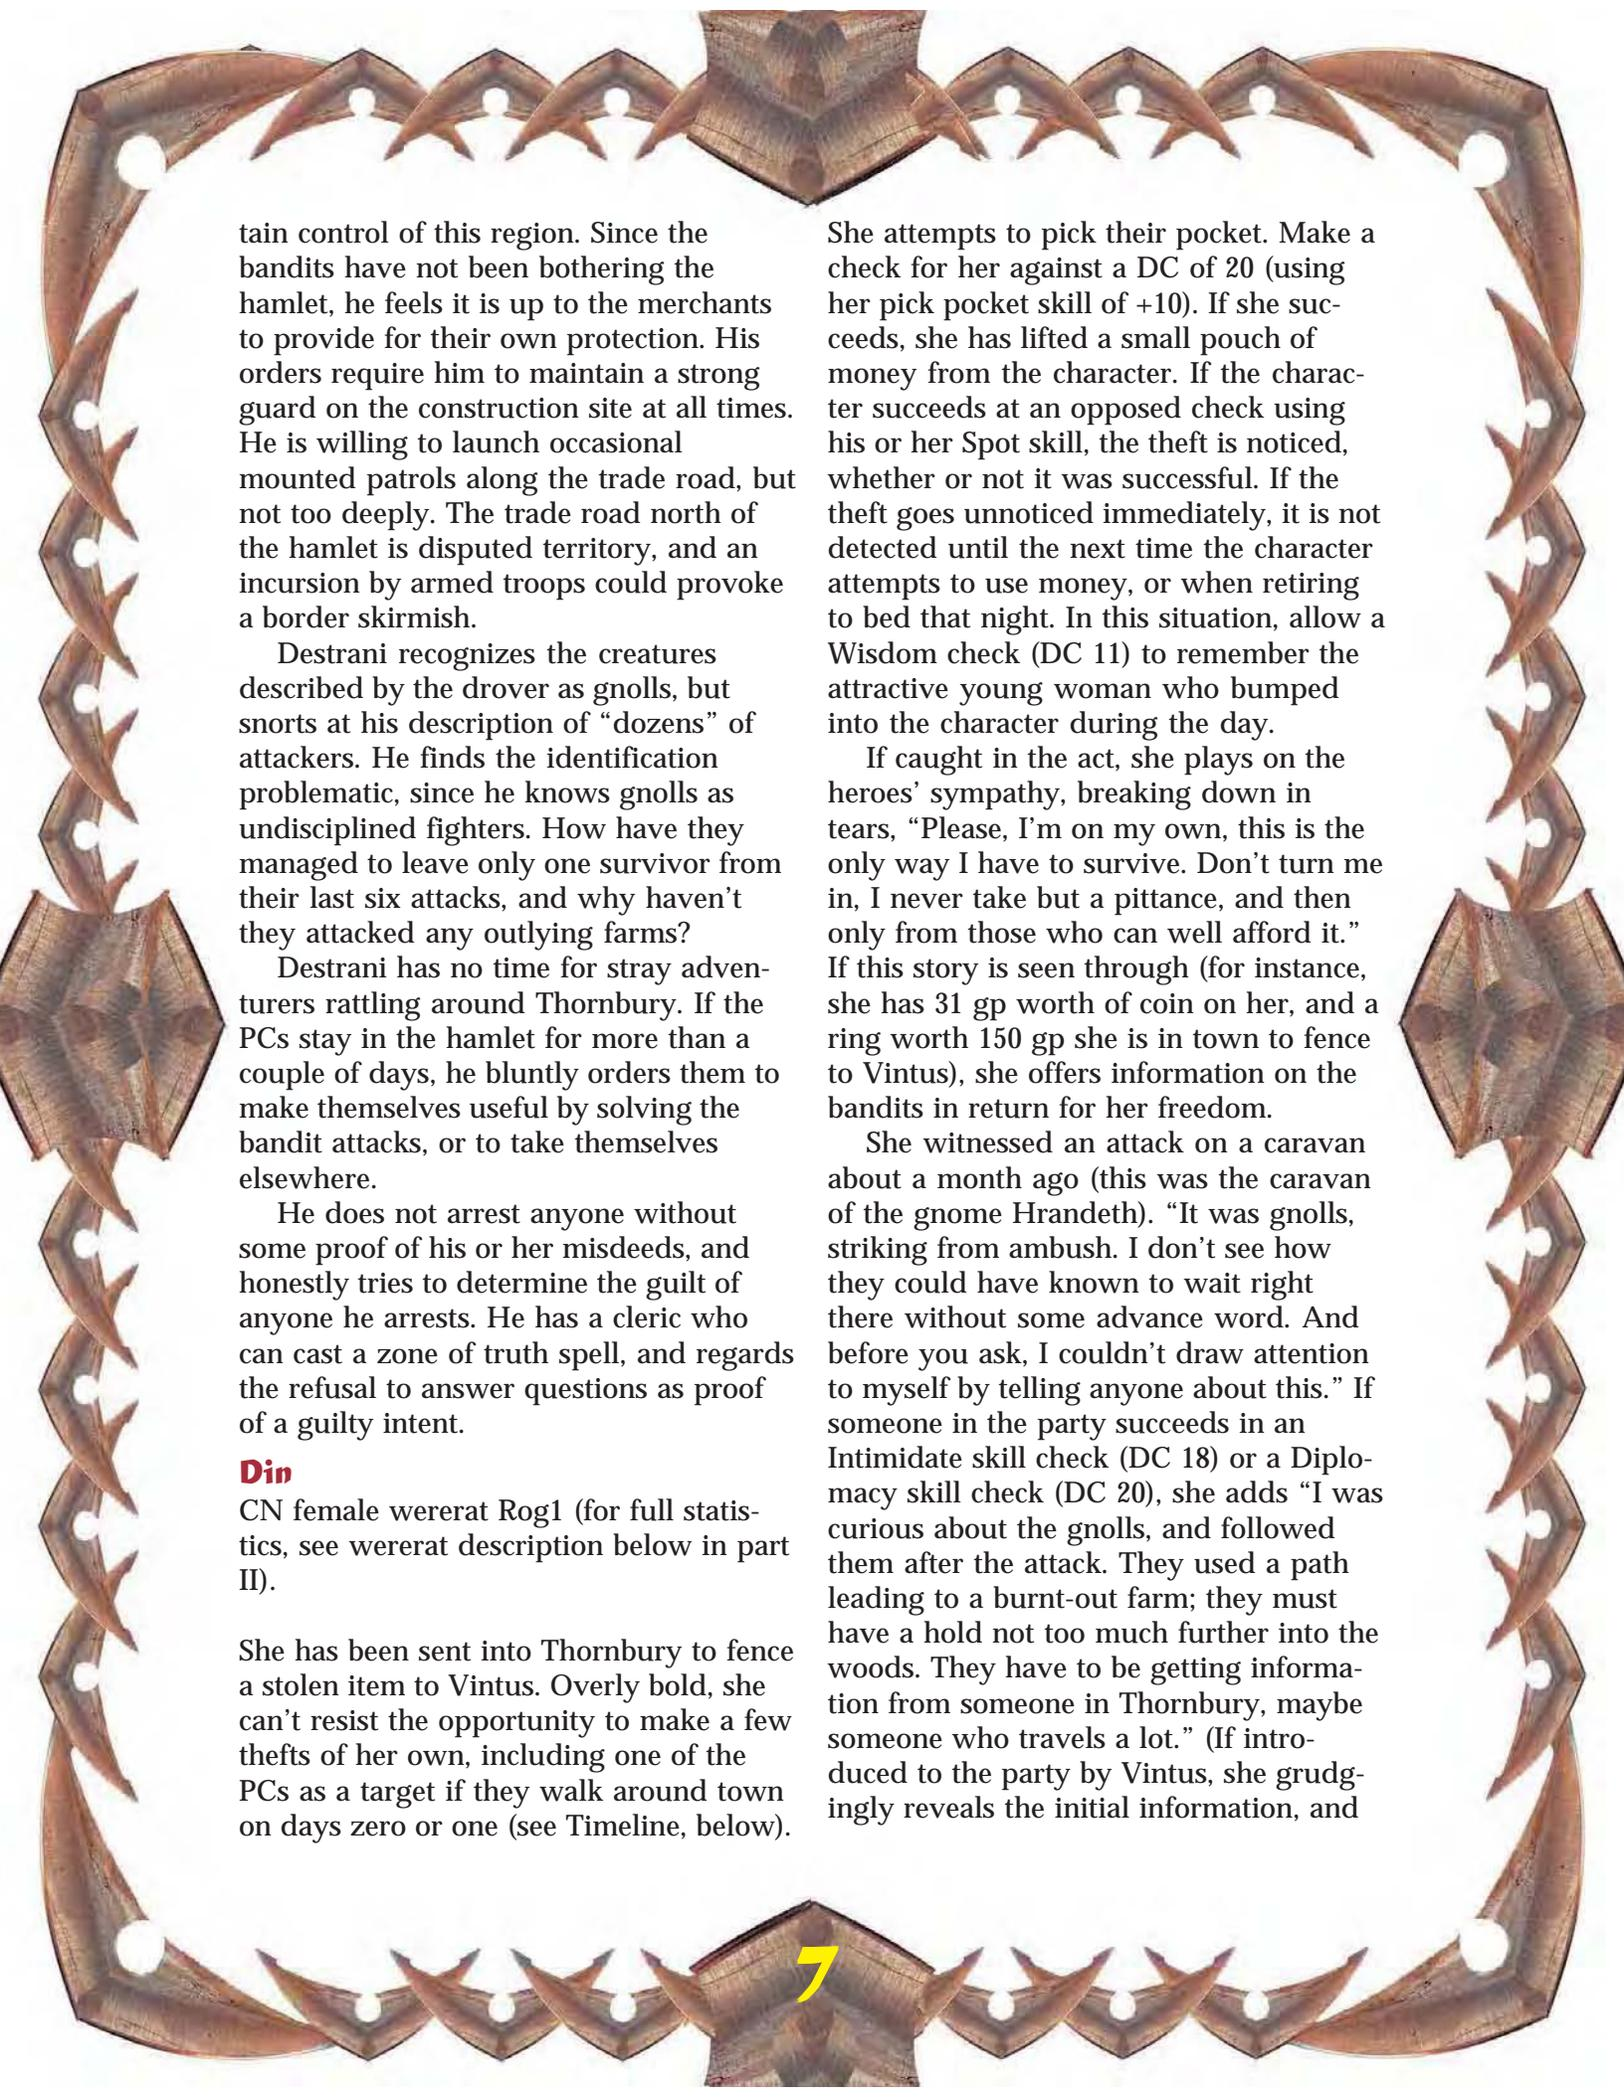 tain control of this region. Since the
bandits have not been bothering the
hamlet, he feels it is up to the merchants
to provide for their own protection. His
orders require him to maintain a strong
guard on the construction site at all times.
He is willing to launch occasional
mounted patrols along the trade road, but
not too deeply. The trade road north of
the hamlet is disputed territory, and an
incursion by armed troops could provoke
a border skirmish.
Destrani recognizes the creatures
described by the drover as gnolls, but
snorts at his description of “dozens” of
attackers. He finds the identification
problematic, since he knows gnolls as
undisciplined fighters. How have they
managed to leave only one survivor from
their last six attacks, and why haven't
they attacked any outlying farms?
Destrani has no time for stray adven-
turers rattling around Thornbury. If the
PCs stay in the hamlet for more than a
couple of days, he bluntly orders them to
make themselves useful by solving the
bandit attacks, or to take themselves
elsewhere.
He does not arrest anyone without
some proof of his or her misdeeds, and
honestly tries to determine the guilt of
anyone he arrests. He has a cleric who
can cast a zone of truth spell, and regards
the refusal to answer questions as proof
of a guilty intent.
Din
CN female wererat Rog1 (for full statis-
tics, see wererat description below in part
II).
She has been sent into Thornbury to fence
a stolen item to Vintus. Overly bold, she
can't resist the opportunity to make a few
thefts of her own, including one of the
PCs as a target if they walk around town
on days zero or one (see Timeline, below).
She attempts to pick their pocket. Make a
check for her against a DC of 20 (using
her pick pocket skill of +10). If she suc-
ceeds, she has lifted a small pouch of
money from the character. If the charac-
ter succeeds at an opposed check using
his or her Spot skill, the theft is noticed,
whether or not it was successful. If the
theft goes unnoticed immediately, it is not
detected until the next time the character
attempts to use money, or when retiring
to bed that night. In this situation, allow a
Wisdom check (DC 11) to remember the
attractive young woman who bumped
into the character during the day.
If caught in the act, she plays on the
heroes’ sympathy, breaking down in
tears, “Please, I'm on my own, this is the
only way I have to survive. Don't turn me
in, I never take but a pittance, and then
only from those who can well afford it.”
If this story is seen through (for instance,
she has 31 gp worth of coin on her, and a
ring worth 150 gp she is in town to fence
to Vintus), she offers information on the
bandits in return for her freedom.
She witnessed an attack on a caravan
about a month ago (this was the caravan
of the gnome Hrandeth). “It was gnolls,
striking from ambush. I don't see how
they could have known to wait right
there without some advance word. And
before you ask, I couldn't draw attention
to myself by telling anyone about this.” If
someone in the party succeeds in an
Intimidate skill check (DC 18) or a Diplo-
macy skill check (DC 20), she adds “I was
curious about the gnolls, and followed
them after the attack. They used a path
leading to a burnt-out farm; they must
have a hold not too much further into the
woods. They have to be getting informa-
tion from someone in Thornbury, maybe
someone who travels a lot.” (If intro-
duced to the party by Vintus, she grudg-
ingly reveals the initial information, and
7